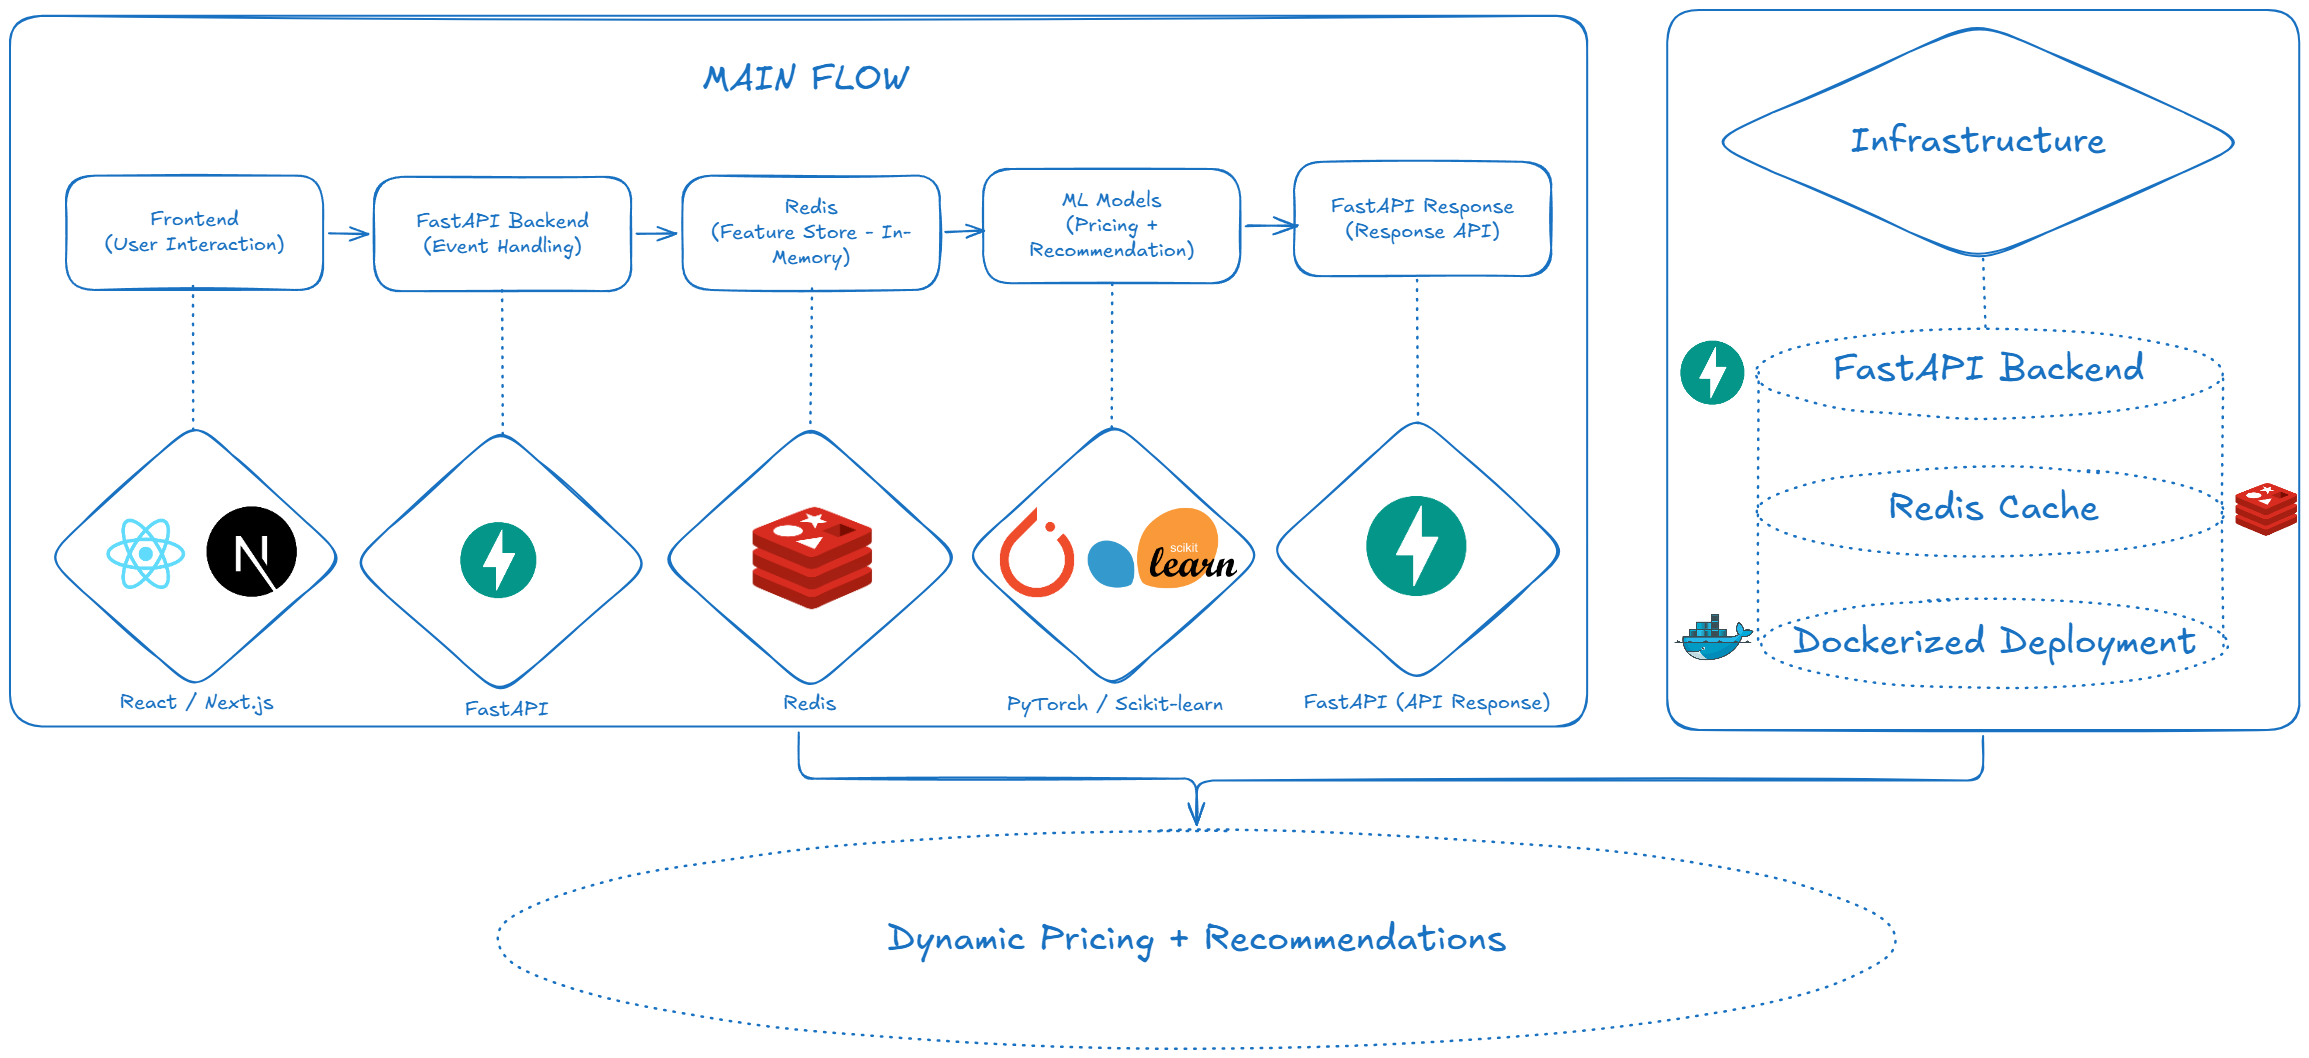 MAIN FLOW
Frontend
(User Interaction)
FastAPI Backend
(Event Handling)
Redis
(Feature Store - In-
Memory)
ML Models
(Pricing +
Recommendation)
FastAPI Response
(Response API)
N
scikit
learn
React / Next.js
FastAPI
Redis
PyTorch / Scikit-learn
FastAPI (API Response)
Infrastructure
FastAPI Backend
Redis Cache
Dockerized Deployment
Dynamic Pricing + Recommendations